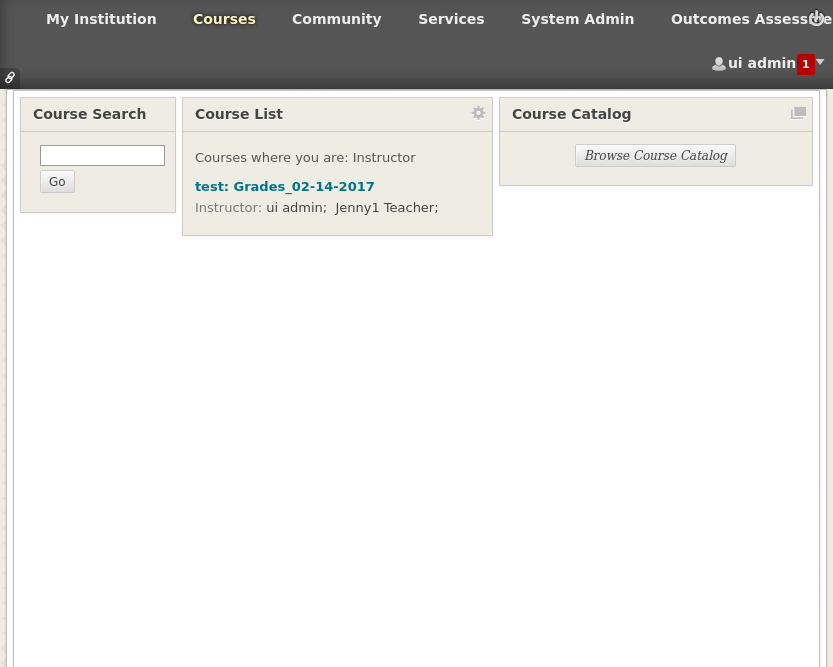 My Institution
Courses
Community
Services
System Admin
Outcomes
ui admin
1
Course Search
Go
Course List
Courses where you are: Instructor
test: Grades_02-14-2017
Instructor: ui admin;  Jenny1 Teacher;
Course Catalog
Browse Course Catalog